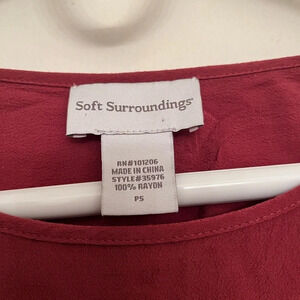 Soft Surroundings®
RN#101206
MADE IN CHINA
STYLE#35976
100% RAYON
PS